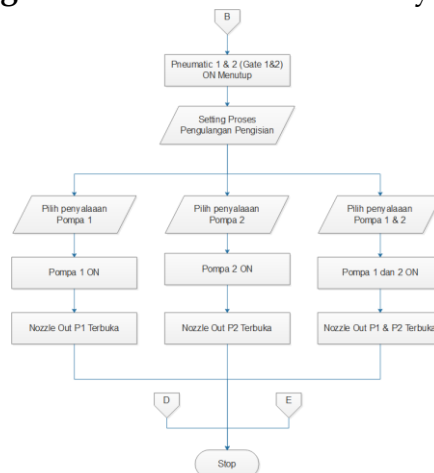 B
Pneumatic 1 & 2 (Gate 1&2)
ON Menutup
Setting Proses
Pengulangan Pengisian
Pilih penyalaaan
Pompa 1
Pilih penyalaaan
Pompa 2
Pilih penyalaaan
Pompa 1 & 2
Pompa 1 ON
Pompa 2 ON
Pompa 1 dan 2 ON
Nozzle Out P1 Terbuka
Nozzle Out P2 Terbuka
Nozzle Out P1 & P2 Terbuka
D
E
Stop